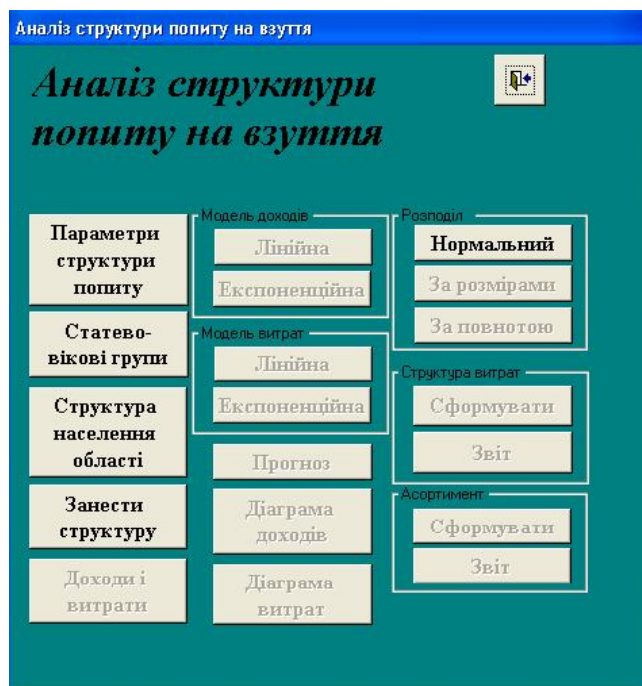 Аналіз структури попиту на взуття
Аналіз структури
попиту на взуття
Параметри
структури
попиту
Статево-
вікові групи
Структура
населення
області
Занести
структуру
Доходи і
витрати
Модель доходів
Лінійна
Експоненційна
Модель витрат
Лінійна
Експоненційна
Прогноз
Діаграма
доходів
Діаграма
витрат
Розподіл
Нормальний
За розмірами
За повнотою
Структура витрат
Сформувати
Звіт
Асортимент
Сформувати
Звіт